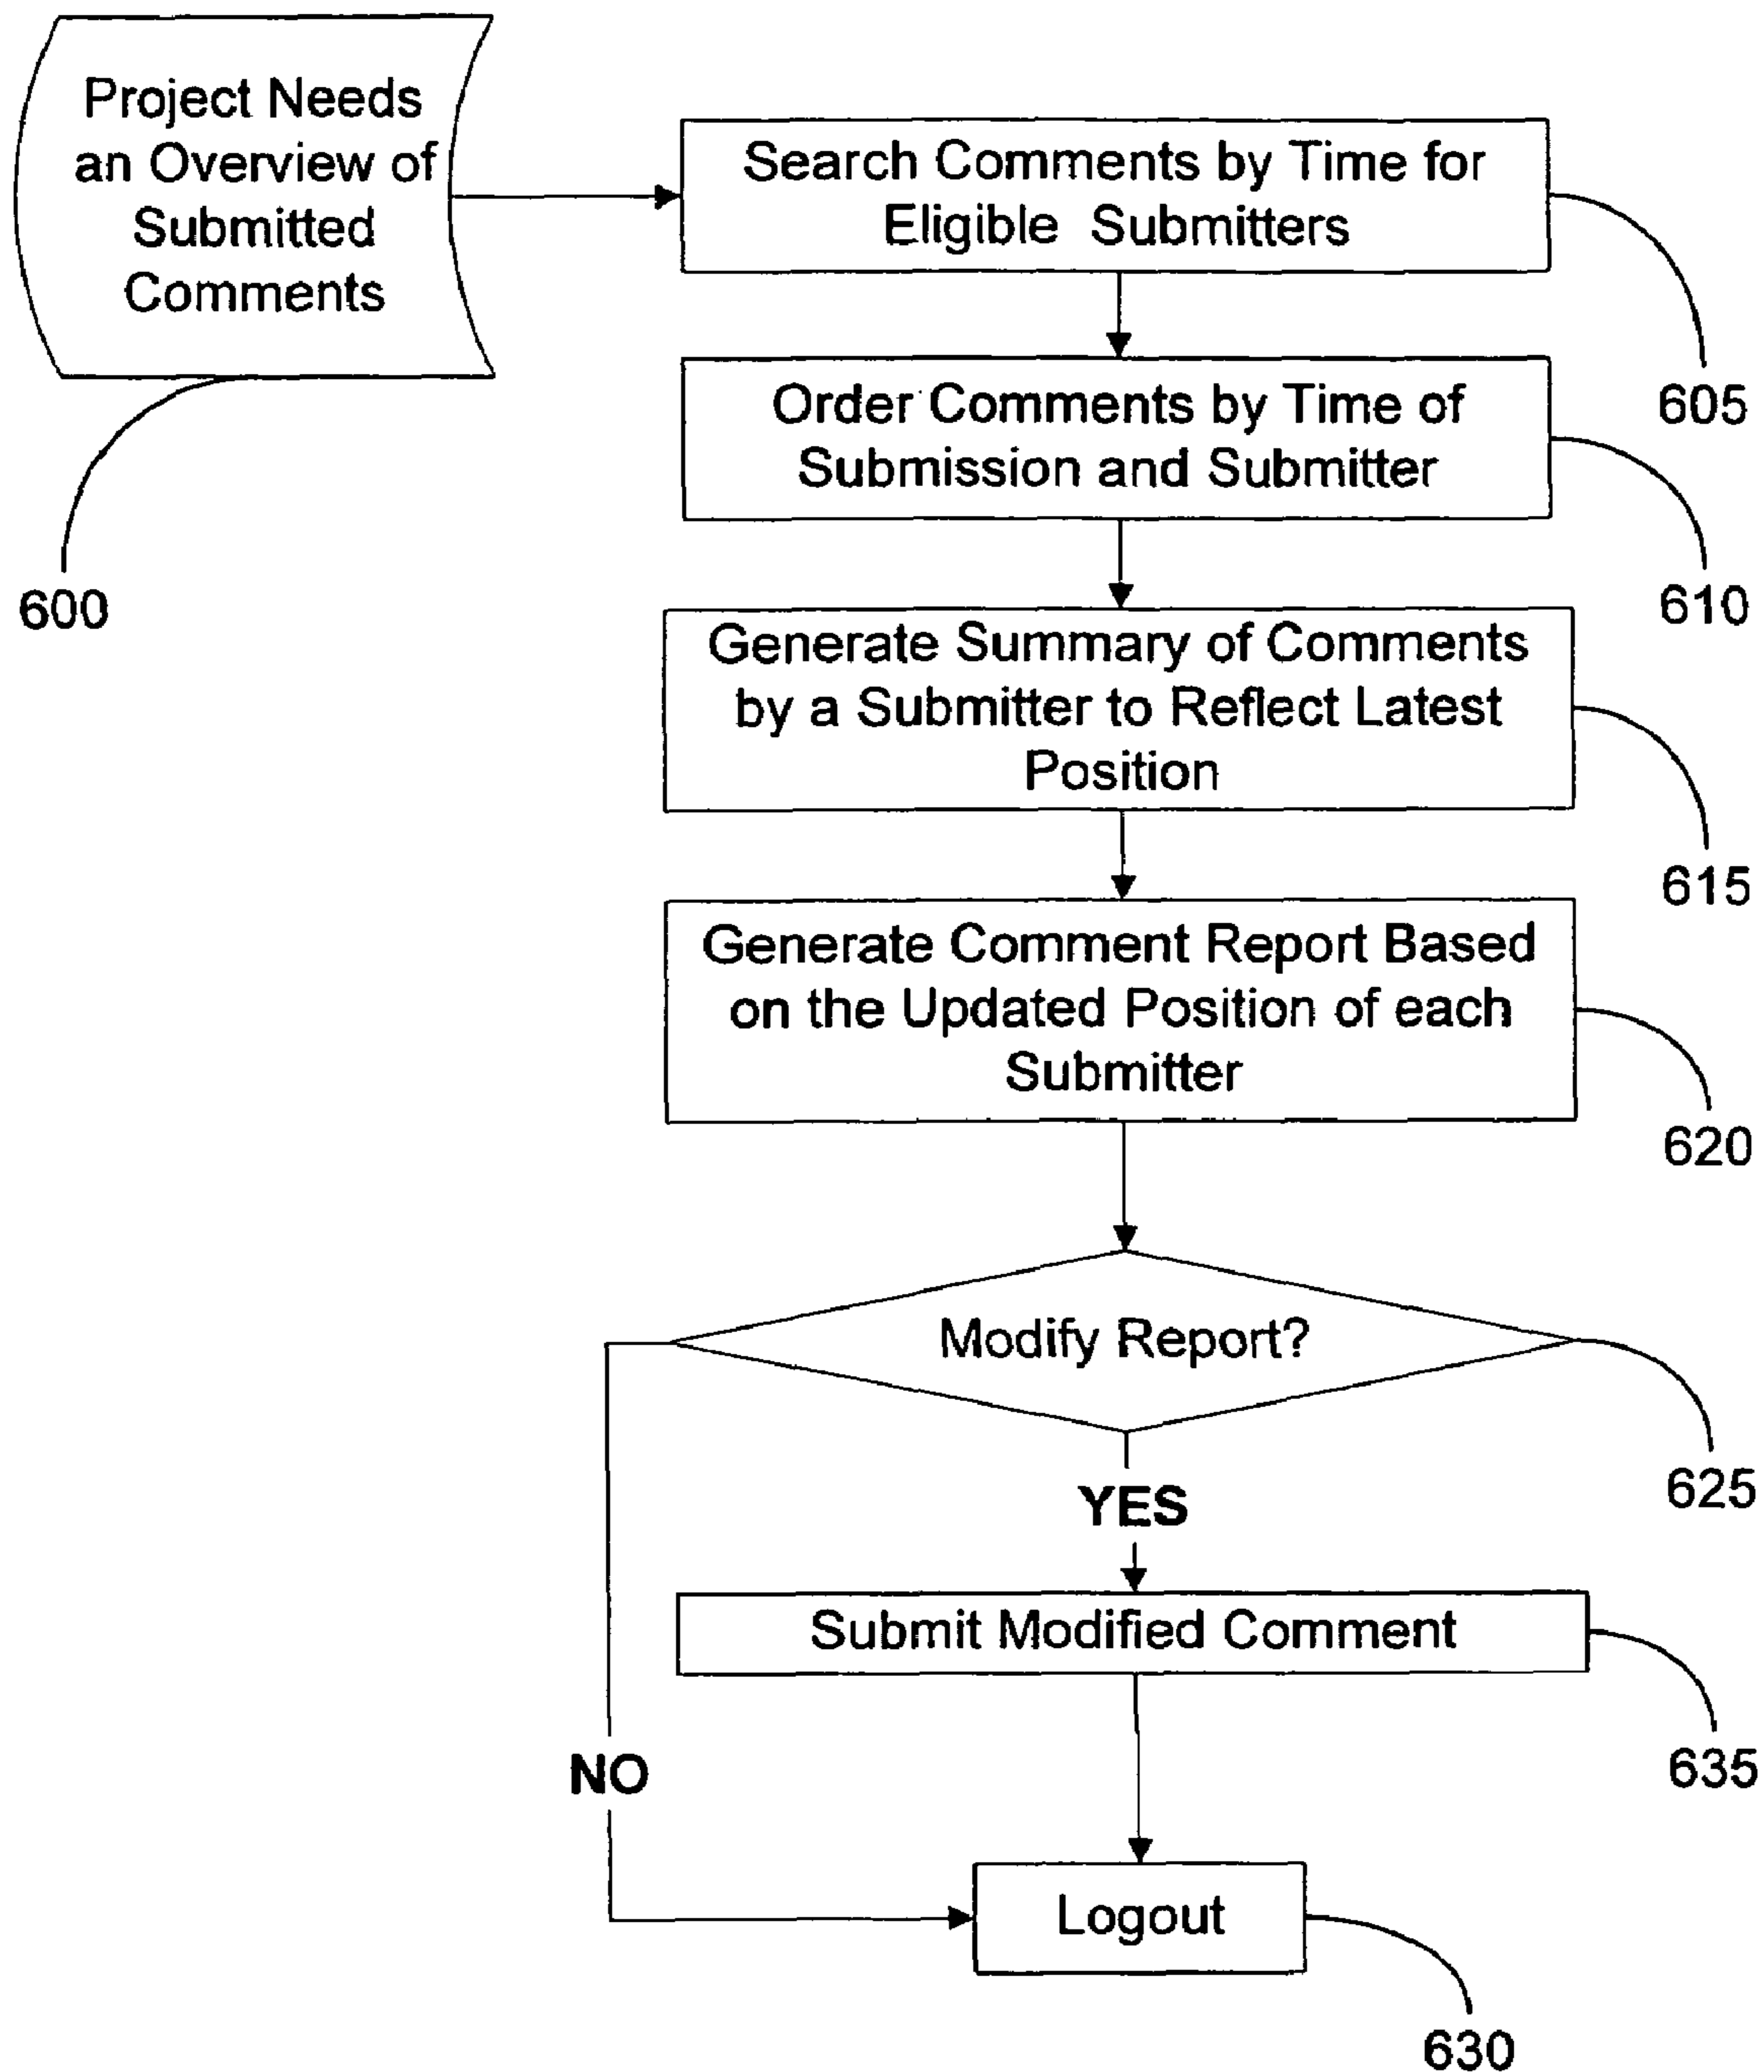 Project Needs
an Overview of
Submitted
Comments
600
Search Comments by Time for
Eligible Submitters
605
Order Comments by Time of
Submission and Submitter
610
Generate Summary of Comments
by a Submitter to Reflect Latest
Position
615
Generate Comment Report Based
on the Updated Position of each
Submitter
620
Modify Report?
625
YES
Submit Modified Comment
635
NO
Logout
630